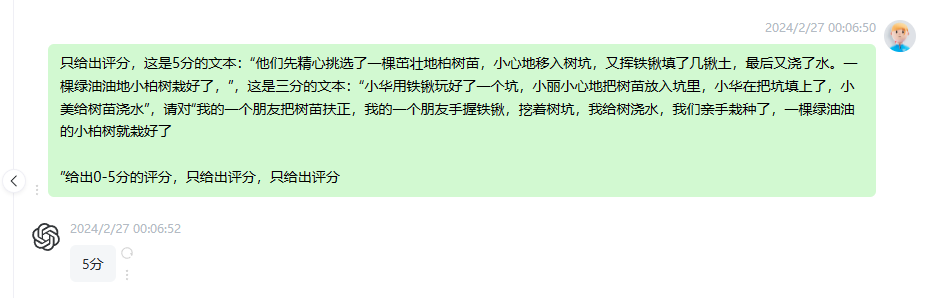 2024/2/27 00:06:50
只给出评分，这是5分的文本：“他们先精心挑选了一棵茁壮地柏树苗，小心地移入树坑，又挥铁锹填了几锹土，最后又浇了水。一
棵绿油油地小柏树栽好了，”，这是三分的文本：“小华用铁锹玩好了一个坑，小丽小心地把树苗放入坑里，小华在把坑填上了，小
美给树苗浇水”，请对“我的一个朋友把树苗扶正，我的一个朋友手握铁锹，挖着树坑，我给树浇水，我们亲手栽种了，一棵绿油油
的小柏树就栽好了
“给出0-5分的评分，只给出评分，只给出评分
2024/2/27 00:06:52
5分